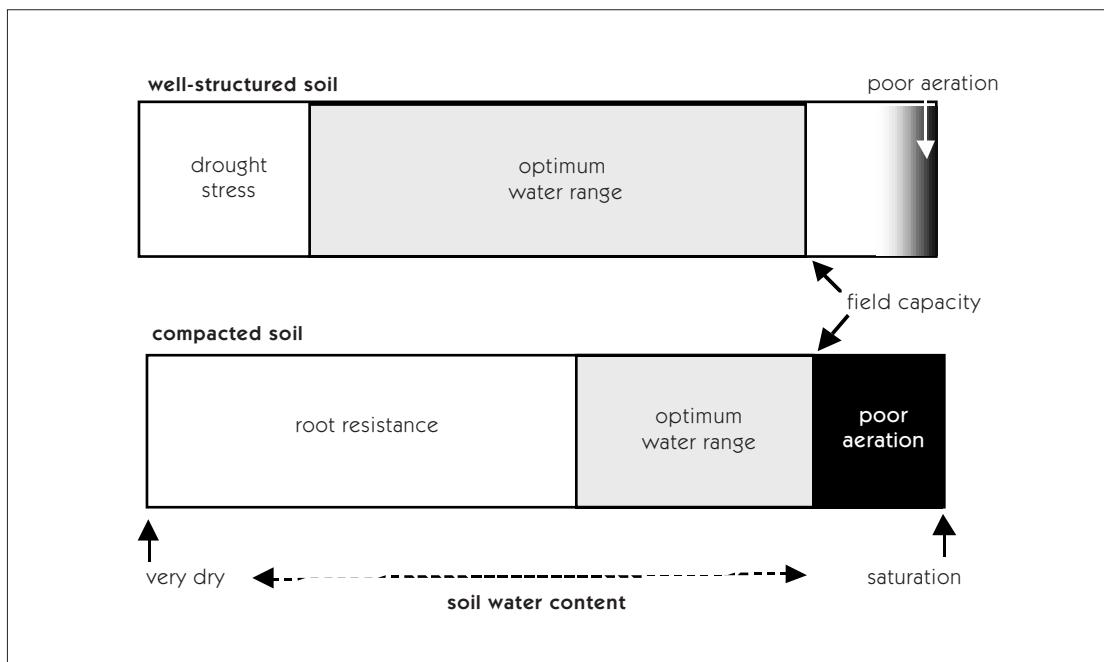 well-structured soil
poor aeration
drought
stress
optimum
water range
field capacity
compacted soil
root resistance
optimum
water range
poor
aeration
very dry
saturation
soil water content